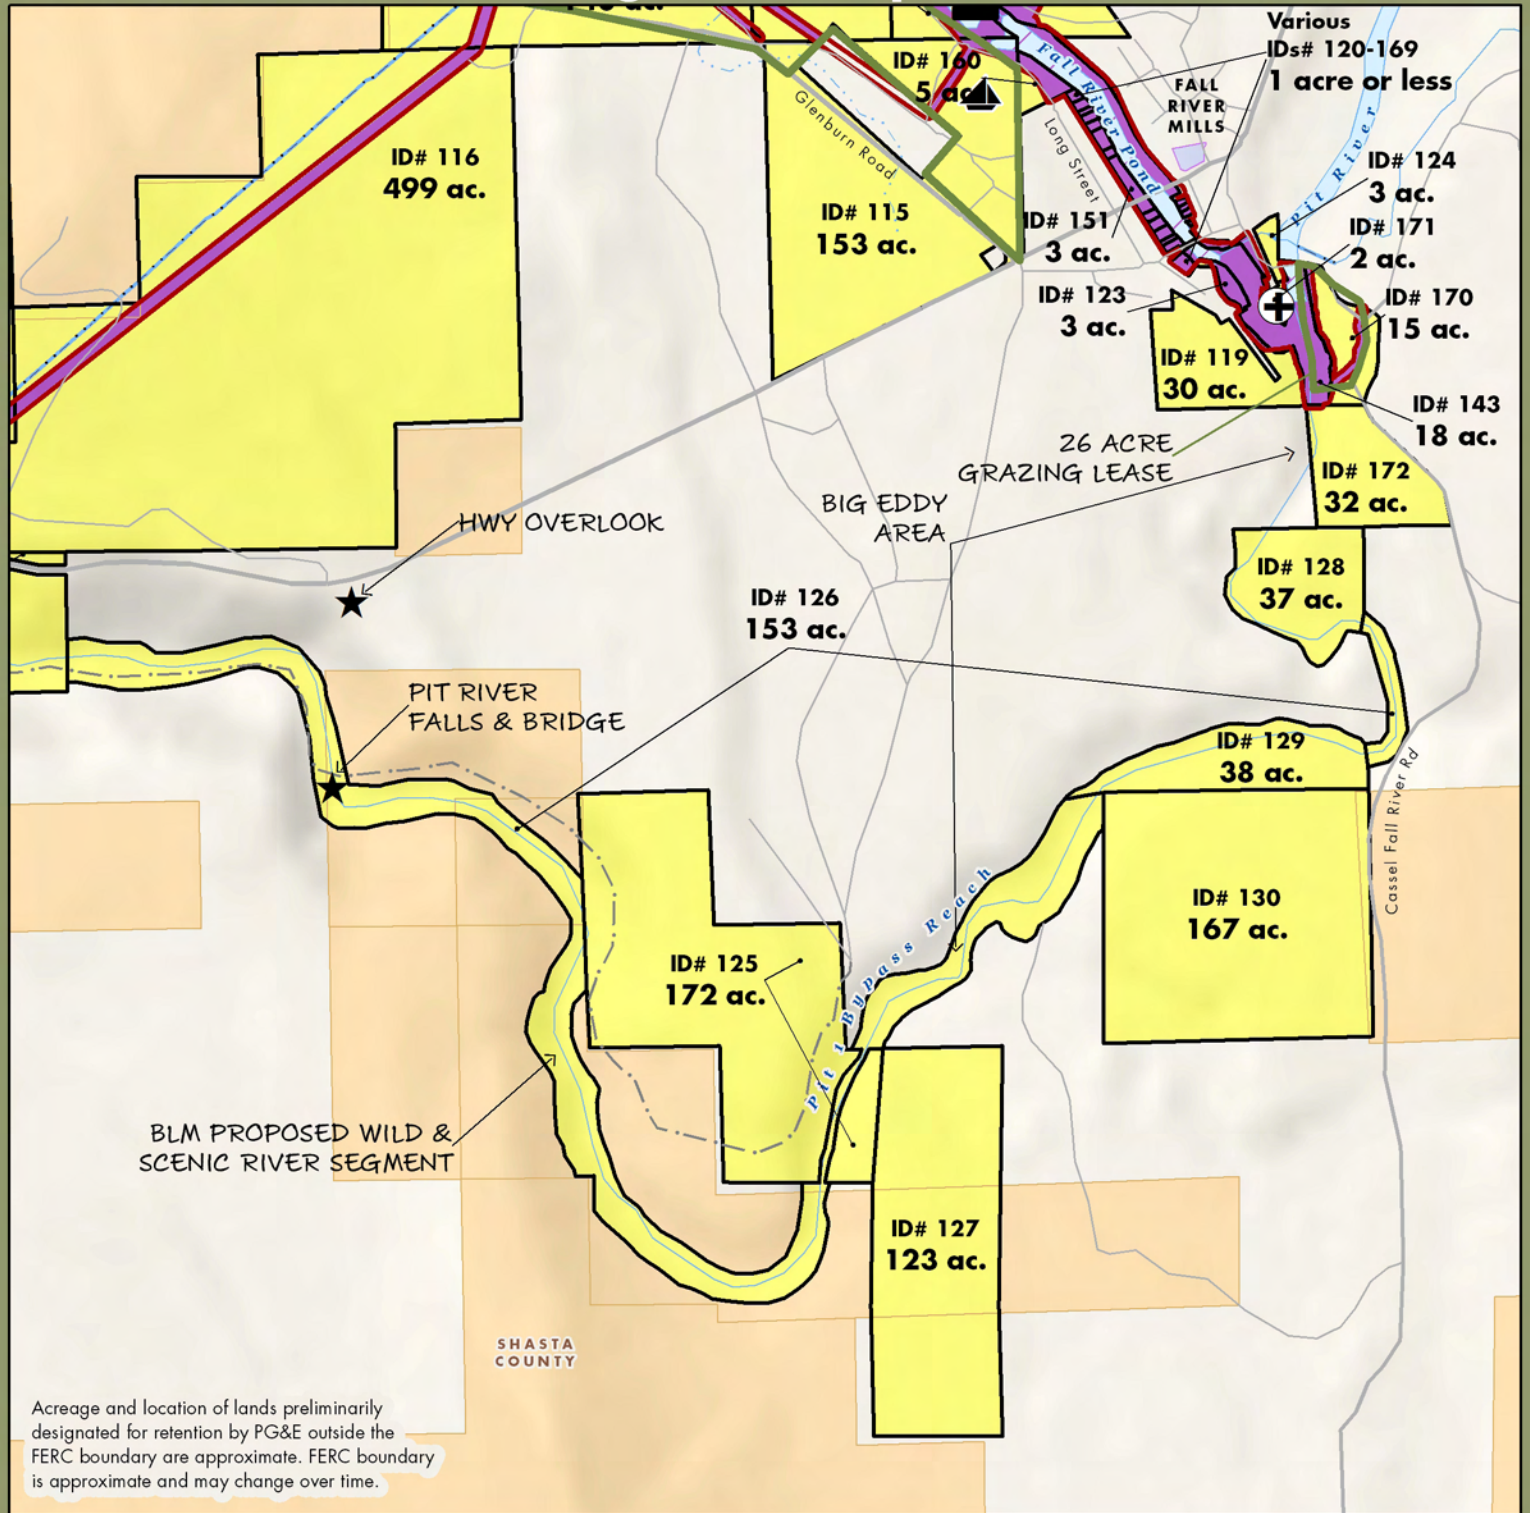 Various
IDs# 120-169
1 acre or less
ID# 160
5 ac.
Fall River Pond
FALL
RIVER
MILLS
Pit River
Glenburn Road
Long Street
ID# 116
499 ac.
ID# 115
153 ac.
ID# 151
3 ac.
ID# 124
3 ac.
ID# 171
2 ac.
ID# 123
3 ac.
ID# 170
15 ac.
ID# 119
30 ac.
ID# 143
18 ac.
26 ACRE
GRAZING LEASE
ID# 172
32 ac.
BIG EDDY
AREA
HWY OVERLOOK
ID# 128
37 ac.
ID# 126
153 ac.
PIT RIVER
FALLS & BRIDGE
ID# 129
38 ac.
Cassel Fall River Rd
ID# 130
167 ac.
Pit 1 Bypass Reach
ID# 125
172 ac.
BLM PROPOSED WILD &
SCENIC RIVER SEGMENT
ID# 127
123 ac.
SHASTA
COUNTY
Acreage and location of lands preliminarily
designated for retention by PG&E outside the
FERC boundary are approximate. FERC boundary
is approximate and may change over time.